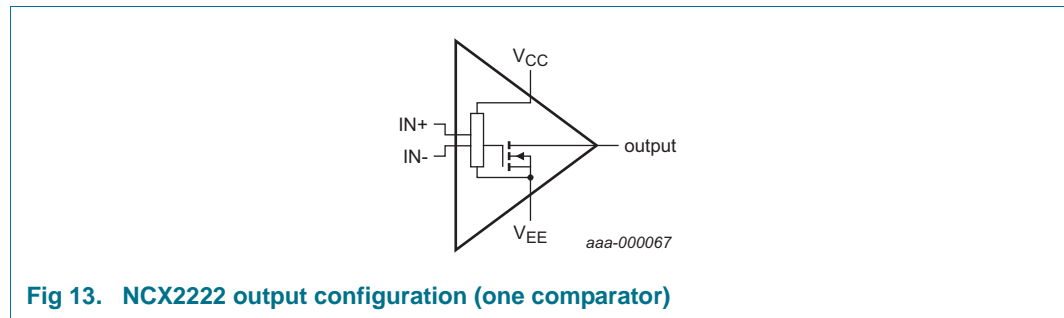 VCC
IN+
IN-
output
VEE
aaa-000067
Fig 13. NCX2222 output configuration (one comparator)